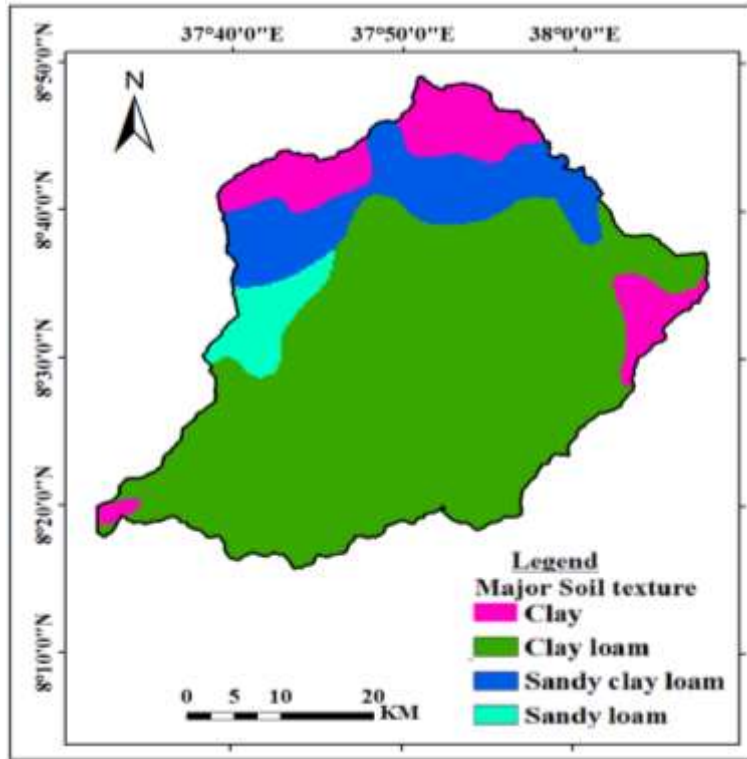 37°40'0"E 37°50'0"E 38°0'0"E
8°50'0"N
N
8°40'0"N
8°30'0"N
8°20'0"N
8°10'0"N
Legend
Major Soil texture
Clay
Clay loam
Sandy clay loam
Sandy loam
0 5 10 20
KM